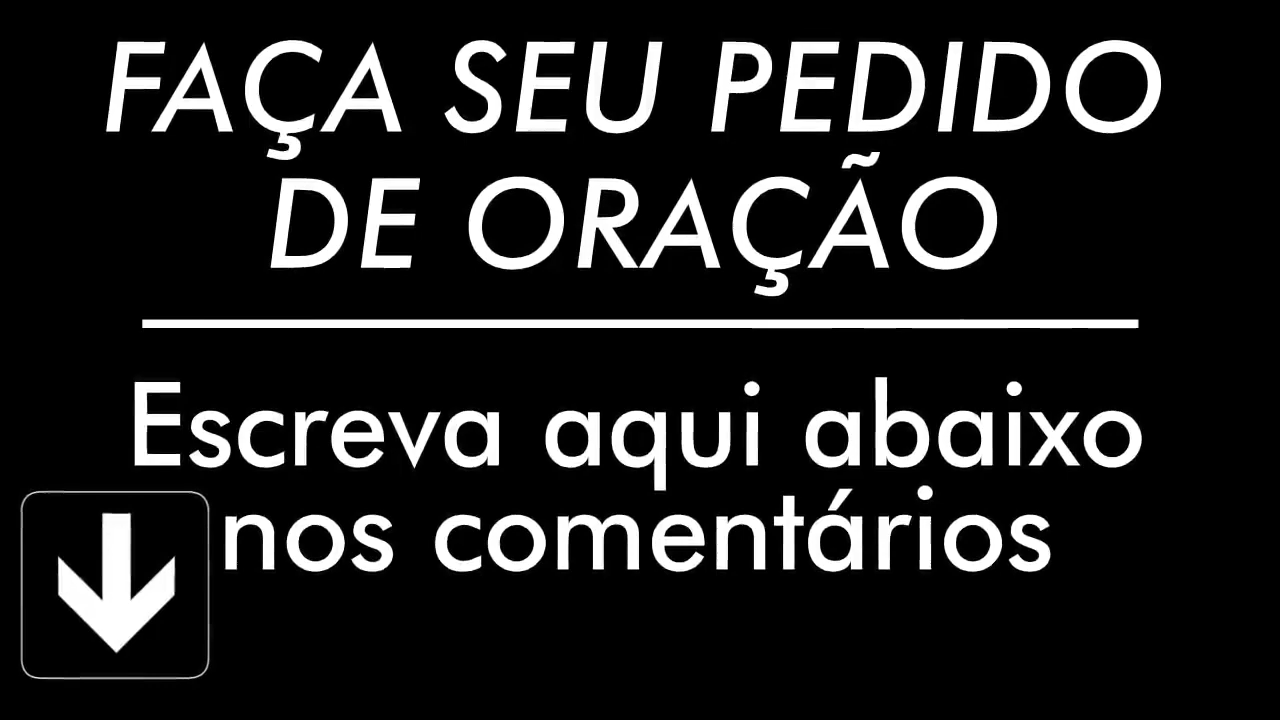 FAÇA SEU PEDIDO
DE ORAÇÃO
Escreva aqui abaixo
nos comentários